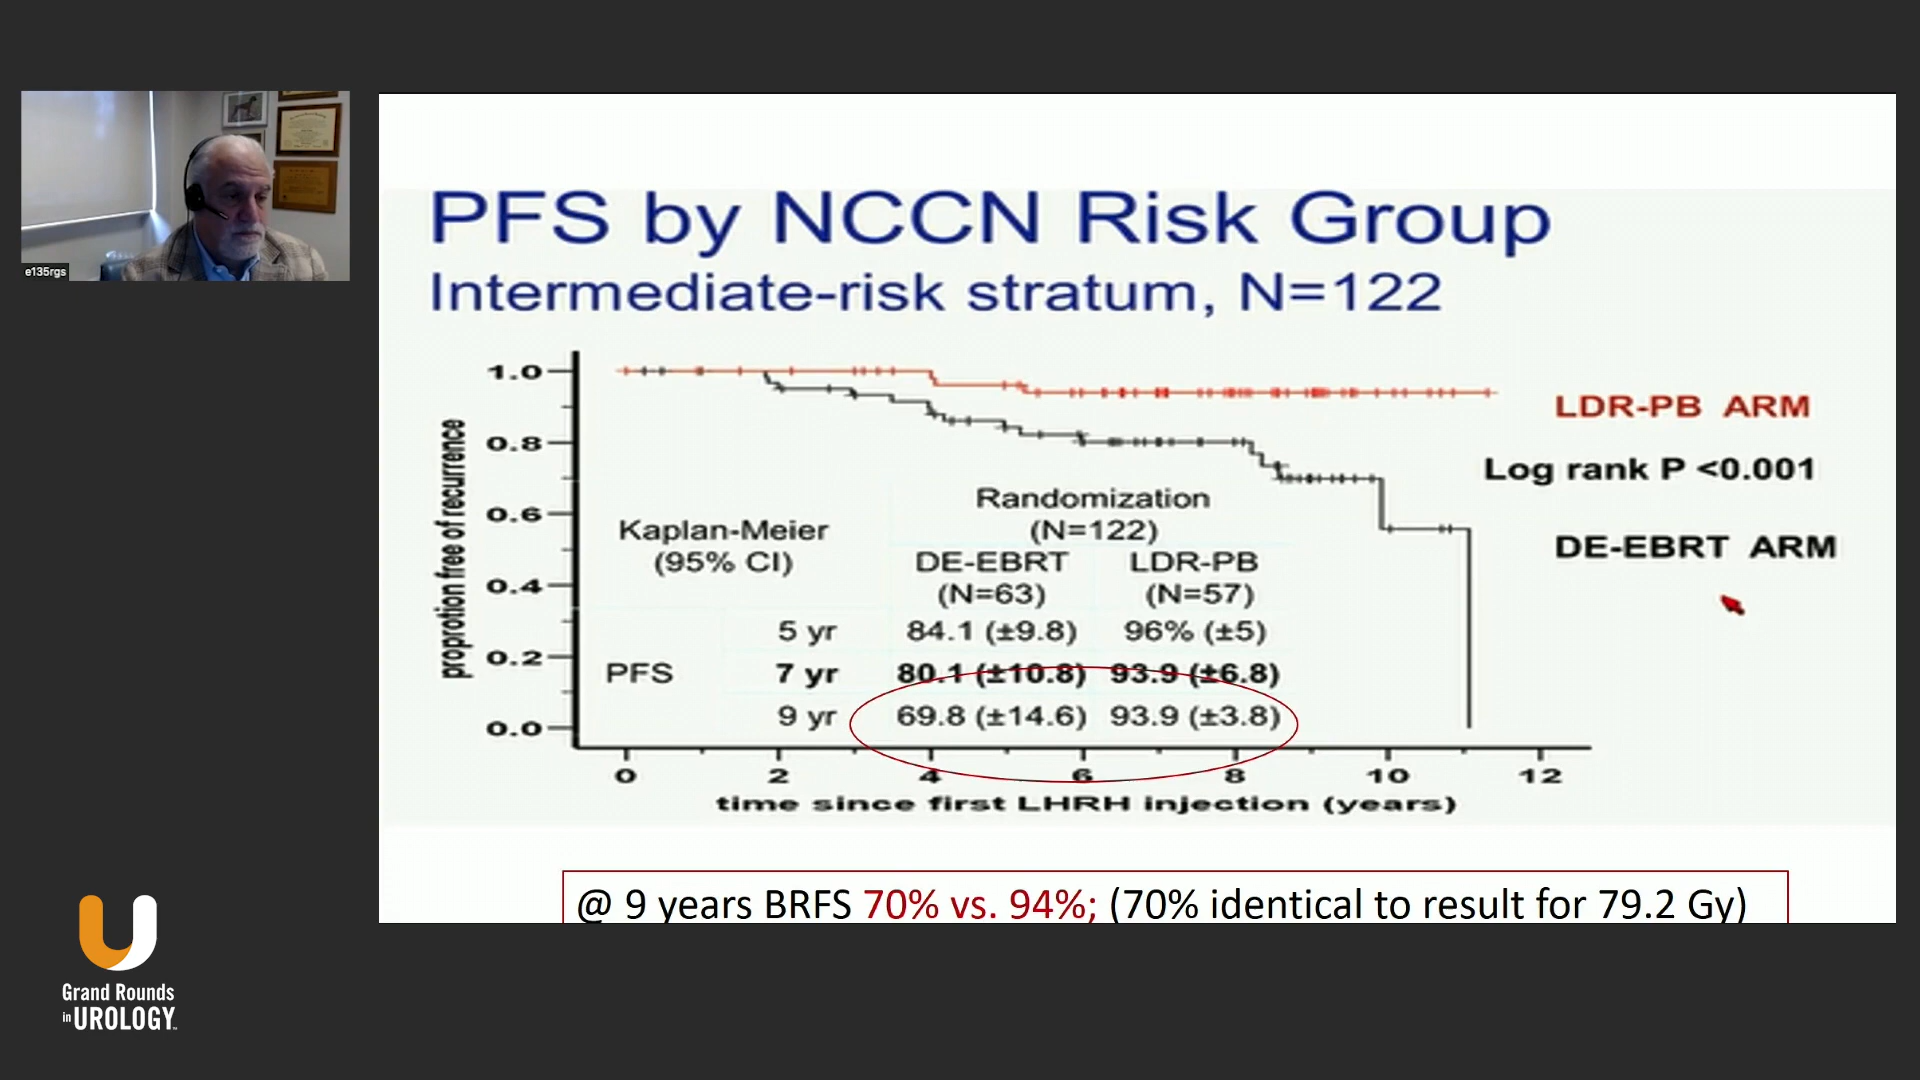 e135rgs
PFS by NCCN Risk Group
Intermediate-risk stratum, N=122
1.0
0.8
0.6
0.4
0.2
0.0
proprotion free of recurrence
LDR-PB ARM
Log rank P <0.001
DE-EBRT ARM
Randomization
(N=122)
Kaplan-Meier
(95% CI)
DE-EBRT LDR-PB
(N=63) (N=57)
5 yr 84.1 (±9.8) 96% (±5)
PFS 7 yr 80.1 (±10.8) 93.9 (±6.8)
9 yr 69.8 (±14.6) 93.9 (±3.8)
0 2 4 6 8 10 12
time since first LHRH injection (years)
@ 9 years BRFS 70% vs. 94%; (70% identical to result for 79.2 Gy)
Grand Rounds
in UROLOGY